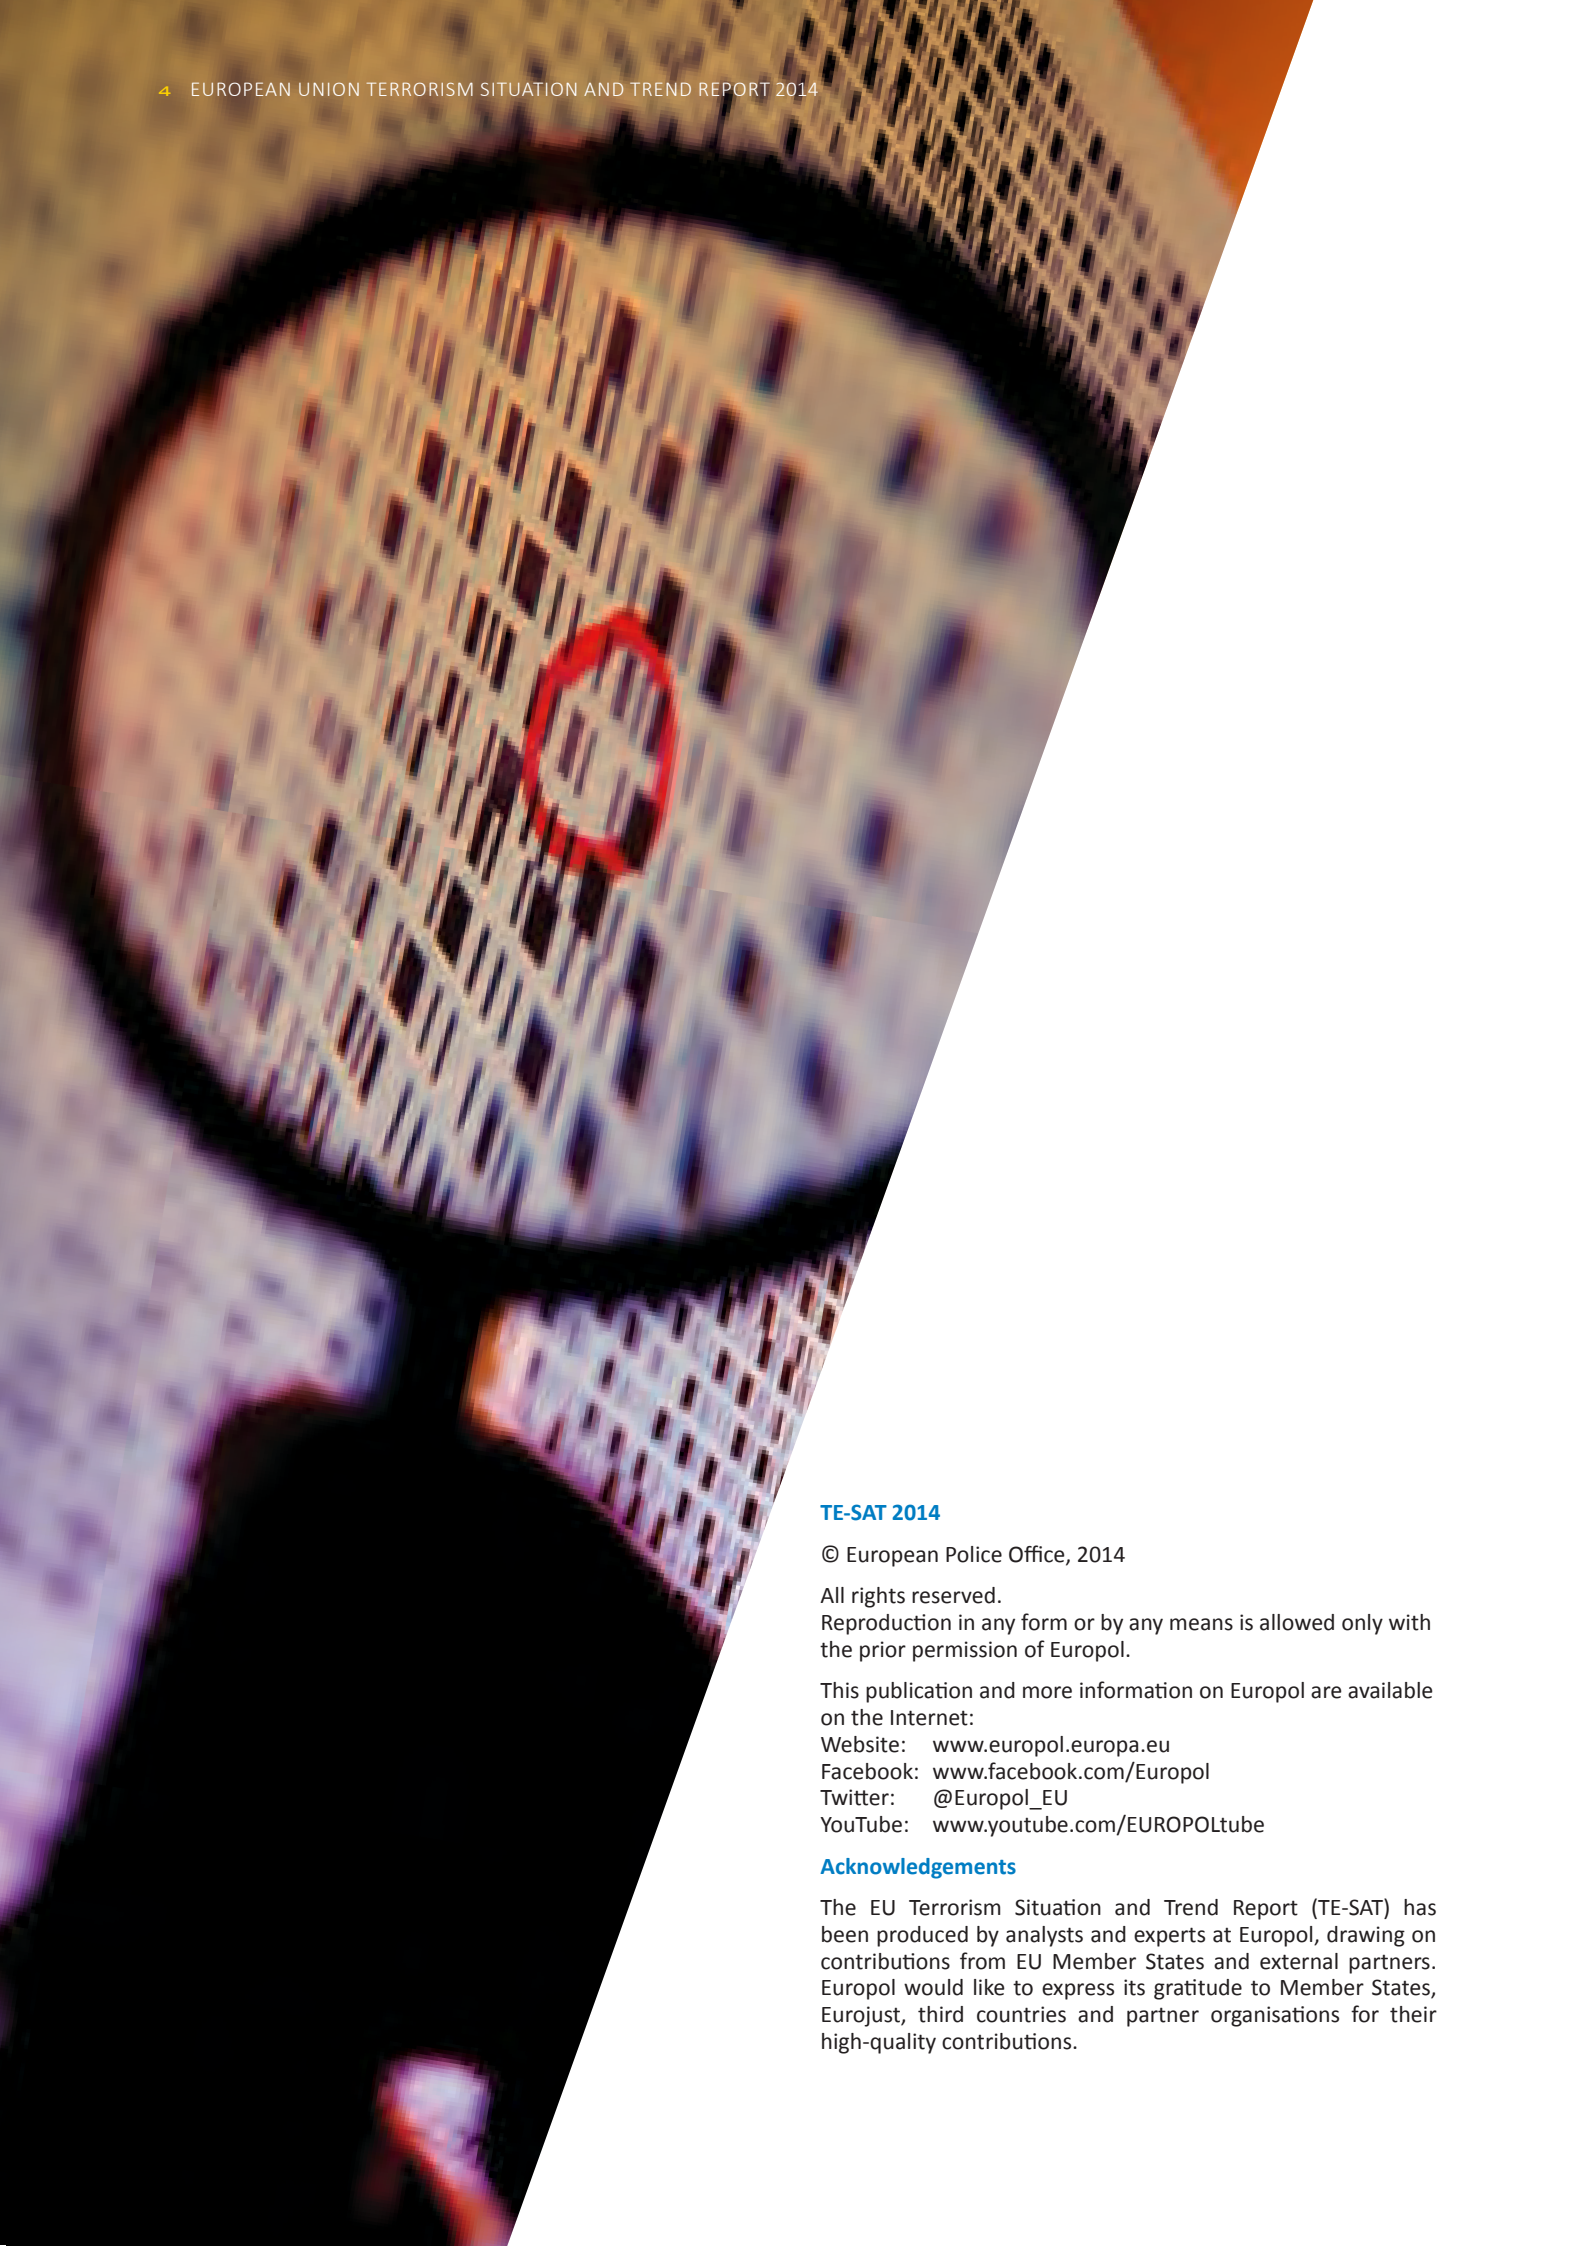 4 EUROPEAN UNION TERRORISM SITUATION AND TREND REPORT 2014
TE-SAT 2014
© European Police Office, 2014
All rights reserved.
Reproduction in any form or by any means is allowed only with
the prior permission of Europol.
This publication and more information on Europol are available
on the Internet:
Website: www.europol.europa.eu
Facebook: www.facebook.com/Europol
Twitter: @Europol_EU
YouTube: www.youtube.com/EUROPOLtube
Acknowledgements
The EU Terrorism Situation and Trend Report (TE-SAT) has
been produced by analysts and experts at Europol, drawing on
contributions from EU Member States and external partners.
Europol would like to express its gratitude to Member States,
Eurojust, third countries and partner organisations for their
high-quality contributions.